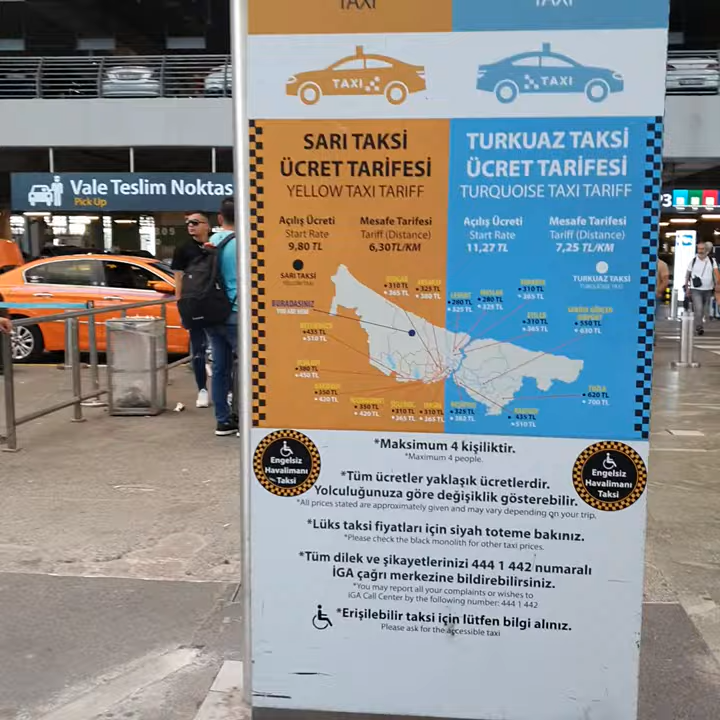 TAXI
TAXI
TAXI
TAXI
SARI TAKSİ
ÜCRET TARİFESİ
YELLOW TAXI TARIFF
Açılış Ücreti
Start Rate
9,80 TL
Mesafe Tarifesi
Tariff (Distance)
6,30 TL/KM
SARI TAKSİ
TURKUAZ TAKSİ
ÜCRET TARİFESİ
TURQUOISE TAXI TARIFF
Açılış Ücreti
Start Rate
11,27 TL
Mesafe Tarifesi
Tariff (Distance)
7,25 TL/KM
TURKUAZ TAKSİ
BURADASINIZ
YOU ARE HERE
Vale Teslim Noktas
Pick Up
Engelsiz
Havalimanı
Taksi
Engelsiz
Havalimanı
Taksi
*Maksimum 4 kişiliktir.
*Maximum 4 people.
*Tüm ücretler yaklaşık ücretlerdir.
Yolculuğunuza göre değişiklik gösterebilir.
*All prices stated are approximately given and may vary depending on your trip.
*Lüks taksi fiyatları için siyah toteme bakınız.
*Please check the black monolith for other taxi prices.
*Tüm dilek ve şikayetlerinizi 444 1 442 numaralı
İGA çağrı merkezine bildirebilirsiniz.
*You may report all your complaints or wishes to
iGA Call Center by the following number: 444 1 442
*Erişilebilir taksi için lütfen bilgi alınız.
Please ask for the accessible taxi